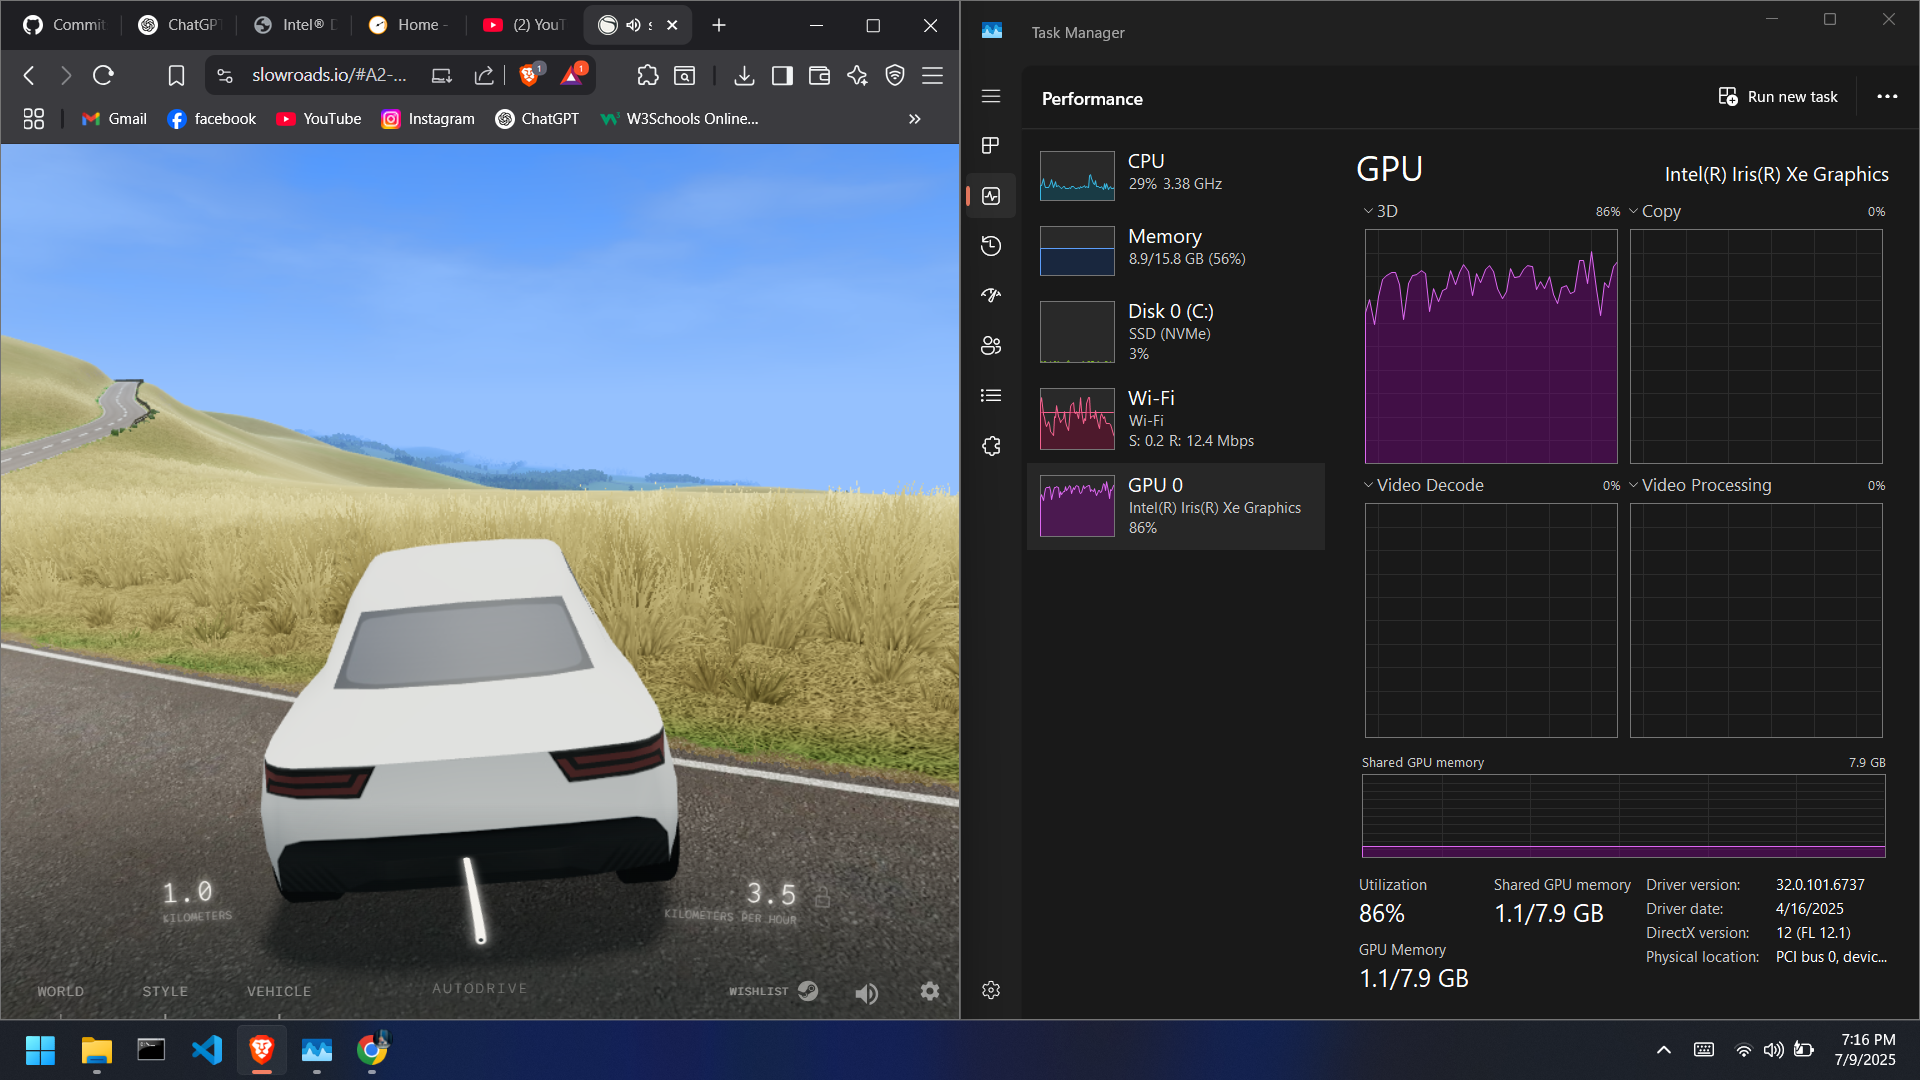 Commit
ChatGP
Intel® D
Home -
(2) YouT
s
slowroads.io/#A2-...
1
1
Gmail
facebook
YouTube
Instagram
ChatGPT
W3Schools Online...
1.0
KILOMETERS
3.5
KILOMETERS PER HOUR
WORLD
STYLE
VEHICLE
AUTODRIVE
WISHLIST
Task Manager
Performance
Run new task
CPU
29% 3.38 GHz
Memory
8.9/15.8 GB (56%)
Disk 0 (C:)
SSD (NVMe)
3%
Wi-Fi
Wi-Fi
S: 0.2 R: 12.4 Mbps
GPU 0
Intel(R) Iris(R) Xe Graphics
86%
GPU
Intel(R) Iris(R) Xe Graphics
3D 86%
Copy 0%
Video Decode 0%
Video Processing 0%
Shared GPU memory 7.9 GB
Utilization
86%
Shared GPU memory
1.1/7.9 GB
GPU Memory
1.1/7.9 GB
Driver version: 32.0.101.6737
Driver date: 4/16/2025
DirectX version: 12 (FL 12.1)
Physical location: PCI bus 0, devic...
7:16 PM
7/9/2025